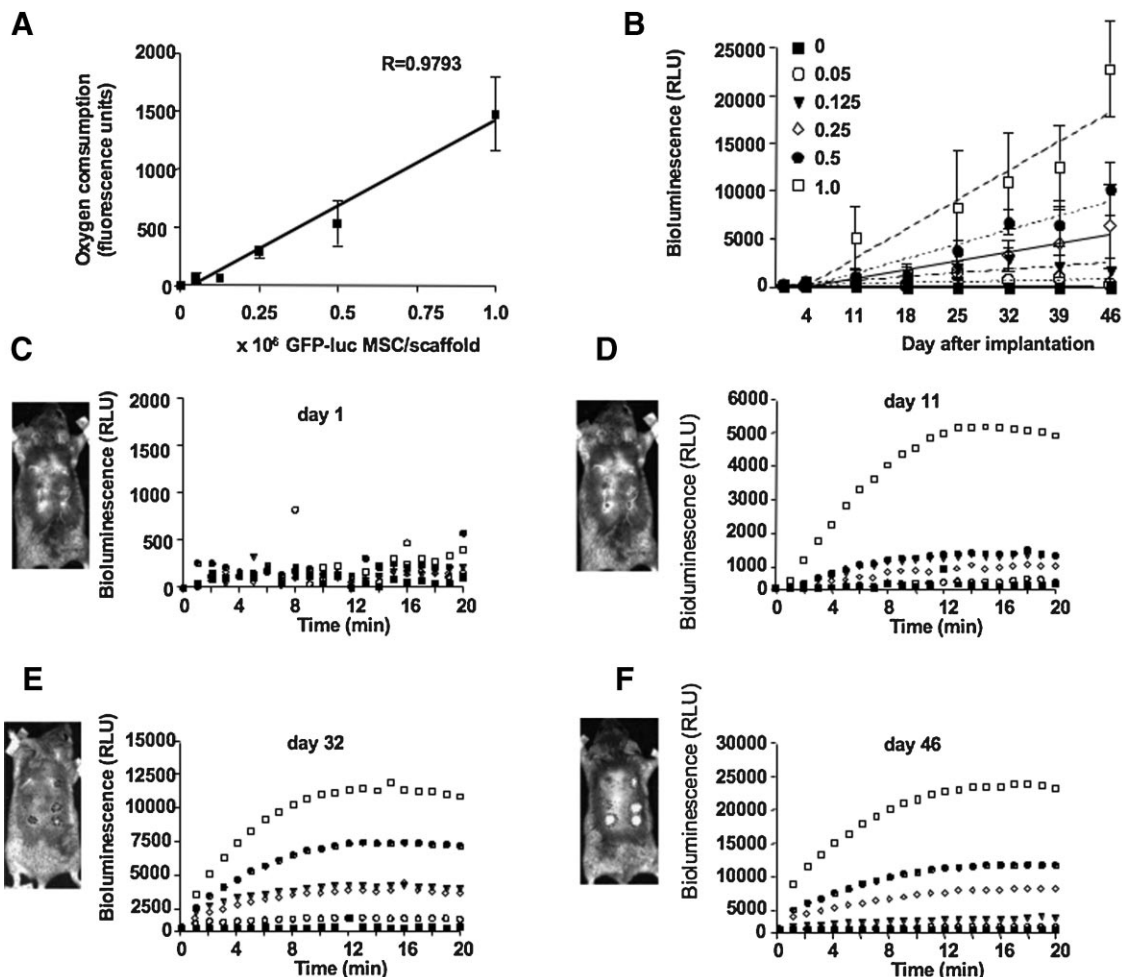 A
Oxygen comsumption
(fluorescence units)
2000
1500
1000
500
0
R=0.9793
0 0.25 0.5 0.75 1.0
x 10⁶ GFP-luc MSC/scaffold
B
Bioluminescence (RLU)
25000
20000
15000
10000
5000
0
0
0.05
0.125
0.25
0.5
1.0
4 11 18 25 32 39 46
Day after implantation
C
Bioluminescence (RLU)
2000
1500
1000
500
0
day 1
0 4 8 12 16 20
Time (min)
D
Bioluminescence (RLU)
6000
5000
4000
3000
2000
1000
0
day 11
0 4 8 12 16 20
Time (min)
E
Bioluminescence (RLU)
15000
12500
10000
7500
5000
2500
0
day 32
0 4 8 12 16 20
Time (min)
F
Bioluminescence (RLU)
30000
25000
20000
15000
10000
5000
0
day 46
0 4 8 12 16 20
Time (min)